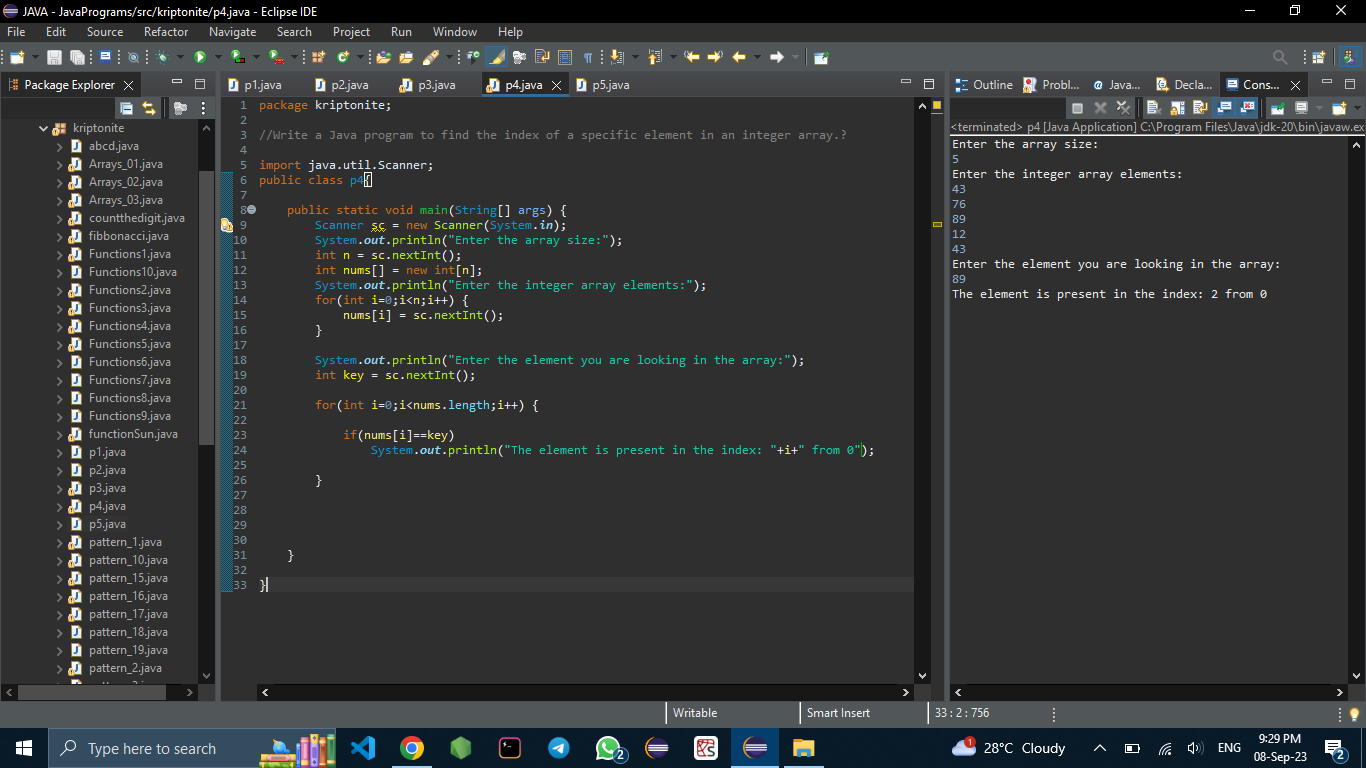 JAVA - JavaPrograms/src/kriptonite/p4.java - Eclipse IDE
File Edit Source Refactor Navigate Search Project Run Window Help
Package Explorer
kriptonite
abcd.java
Arrays_01.java
Arrays_02.java
Arrays_03.java
countthedigit.java
fibbonacci.java
Functions1.java
Functions10.java
Functions2.java
Functions3.java
Functions4.java
Functions5.java
Functions6.java
Functions7.java
Functions8.java
Functions9.java
functionSun.java
p1.java
p2.java
p3.java
p4.java
p5.java
pattern_1.java
pattern_10.java
pattern_15.java
pattern_16.java
pattern_17.java
pattern_18.java
pattern_19.java
pattern_2.java
p1.java p2.java p3.java p4.java p5.java
1 package kriptonite;
2
3 //Write a Java program to find the index of a specific element in an integer array.?
4
5 import java.util.Scanner;
6 public class p4{
7
8 public static void main(String[] args) {
9 Scanner sc = new Scanner(System.in);
10 System.out.println("Enter the array size:");
11 int n = sc.nextInt();
12 int nums[] = new int[n];
13 System.out.println("Enter the integer array elements:");
14 for(int i=0;i<n;i++) {
15 nums[i] = sc.nextInt();
16 }
17
18 System.out.println("Enter the element you are looking in the array:");
19 int key = sc.nextInt();
20
21 for(int i=0;i<nums.length;i++) {
22
23 if(nums[i]==key)
24 System.out.println("The element is present in the index: "+i+" from 0");
25
26 }
27
28
29
30
31 }
32
33 }
Outline Probl... Java... Decla... Cons...
<terminated> p4 [Java Application] C:\Program Files\Java\jdk-20\bin\javaw.ex
Enter the array size:
5
Enter the integer array elements:
43
76
89
12
43
Enter the element you are looking in the array:
89
The element is present in the index: 2 from 0
Writable Smart Insert 33 : 2 : 756
Type here to search
2
1
28°C Cloudy
ENG
9:29 PM
08-Sep-23
2